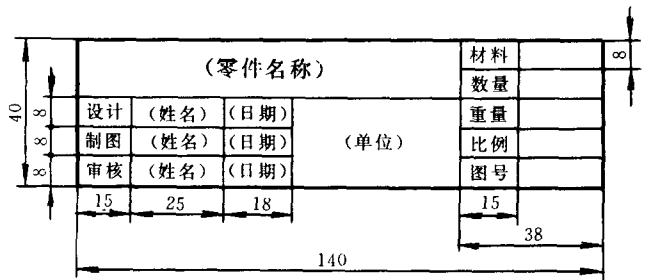 (零件名称) 材料 8
数量
40 8 设计 (姓名) (日期) (单位) 重量
8 制图 (姓名) (日期) 比例
8 审核 (姓名) (日期) 图号
15 25 18 15
38
140